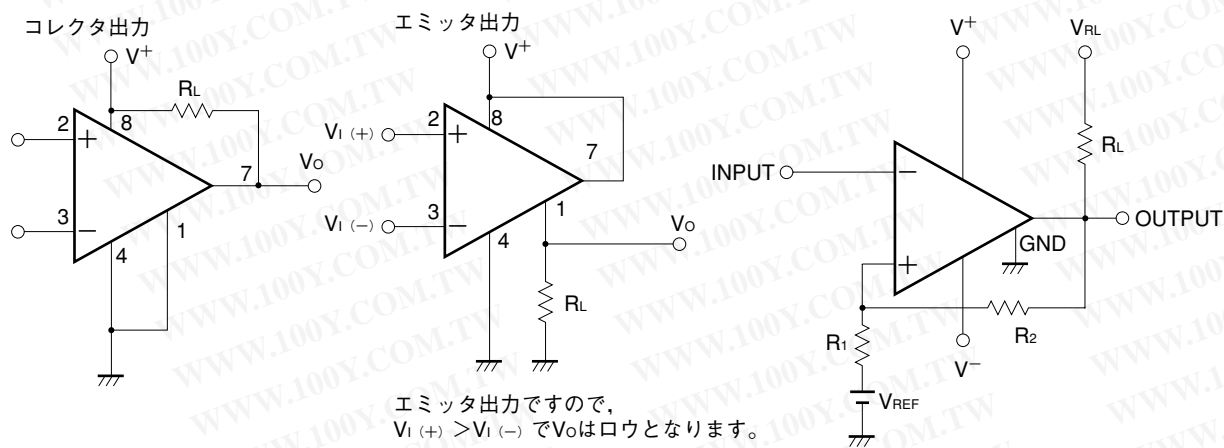 コレクタ出力
V+
RL
2
8
+
7
VO
3
−
1
4
エミッタ出力
V+
8
VI (+)
2
+
7
VI (−)
3
−
1
4
VO
RL
エミッタ出力ですので,
VI (+) >VI (−) でVOはロウとなります。
V+
VRL
RL
INPUT
−
OUTPUT
GND
+
R2
R1
V−
VREF
WWW.100Y.COM.TW